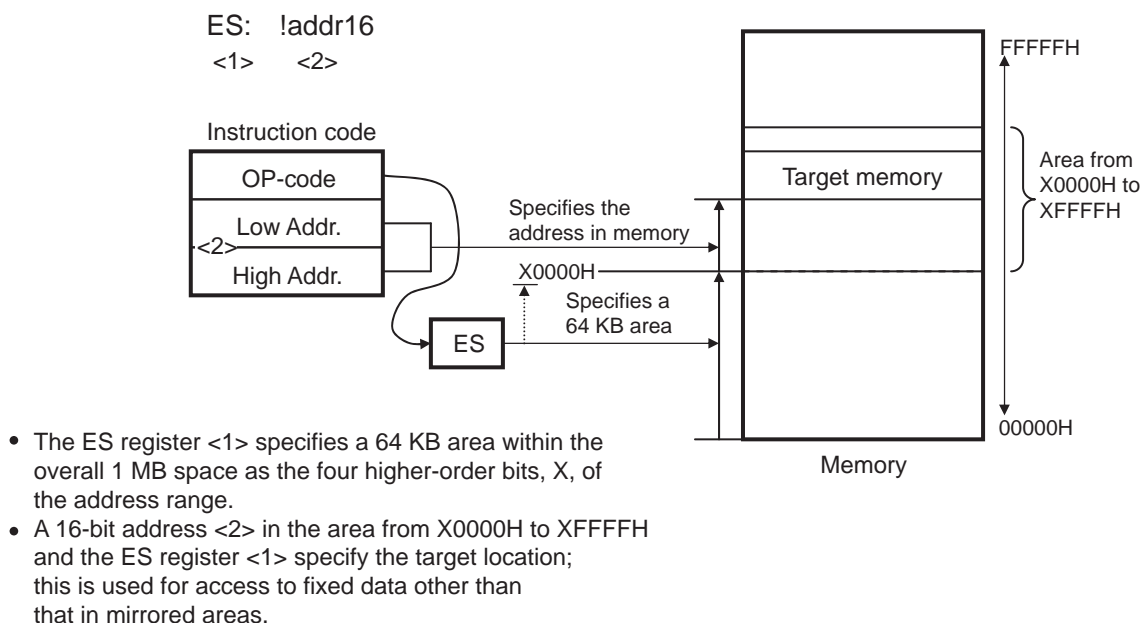 ES: !addr16
<1> <2>
Instruction code
OP-code
Low Addr.
<2>
High Addr.
ES
Specifies the
address in memory
X0000H
Specifies a
64 KB area
Target memory
FFFFFH
Area from
X0000H to
XFFFFH
00000H
Memory
• The ES register <1> specifies a 64 KB area within the
overall 1 MB space as the four higher-order bits, X, of
the address range.
• A 16-bit address <2> in the area from X0000H to XFFFFH
and the ES register <1> specify the target location;
this is used for access to fixed data other than
that in mirrored areas.